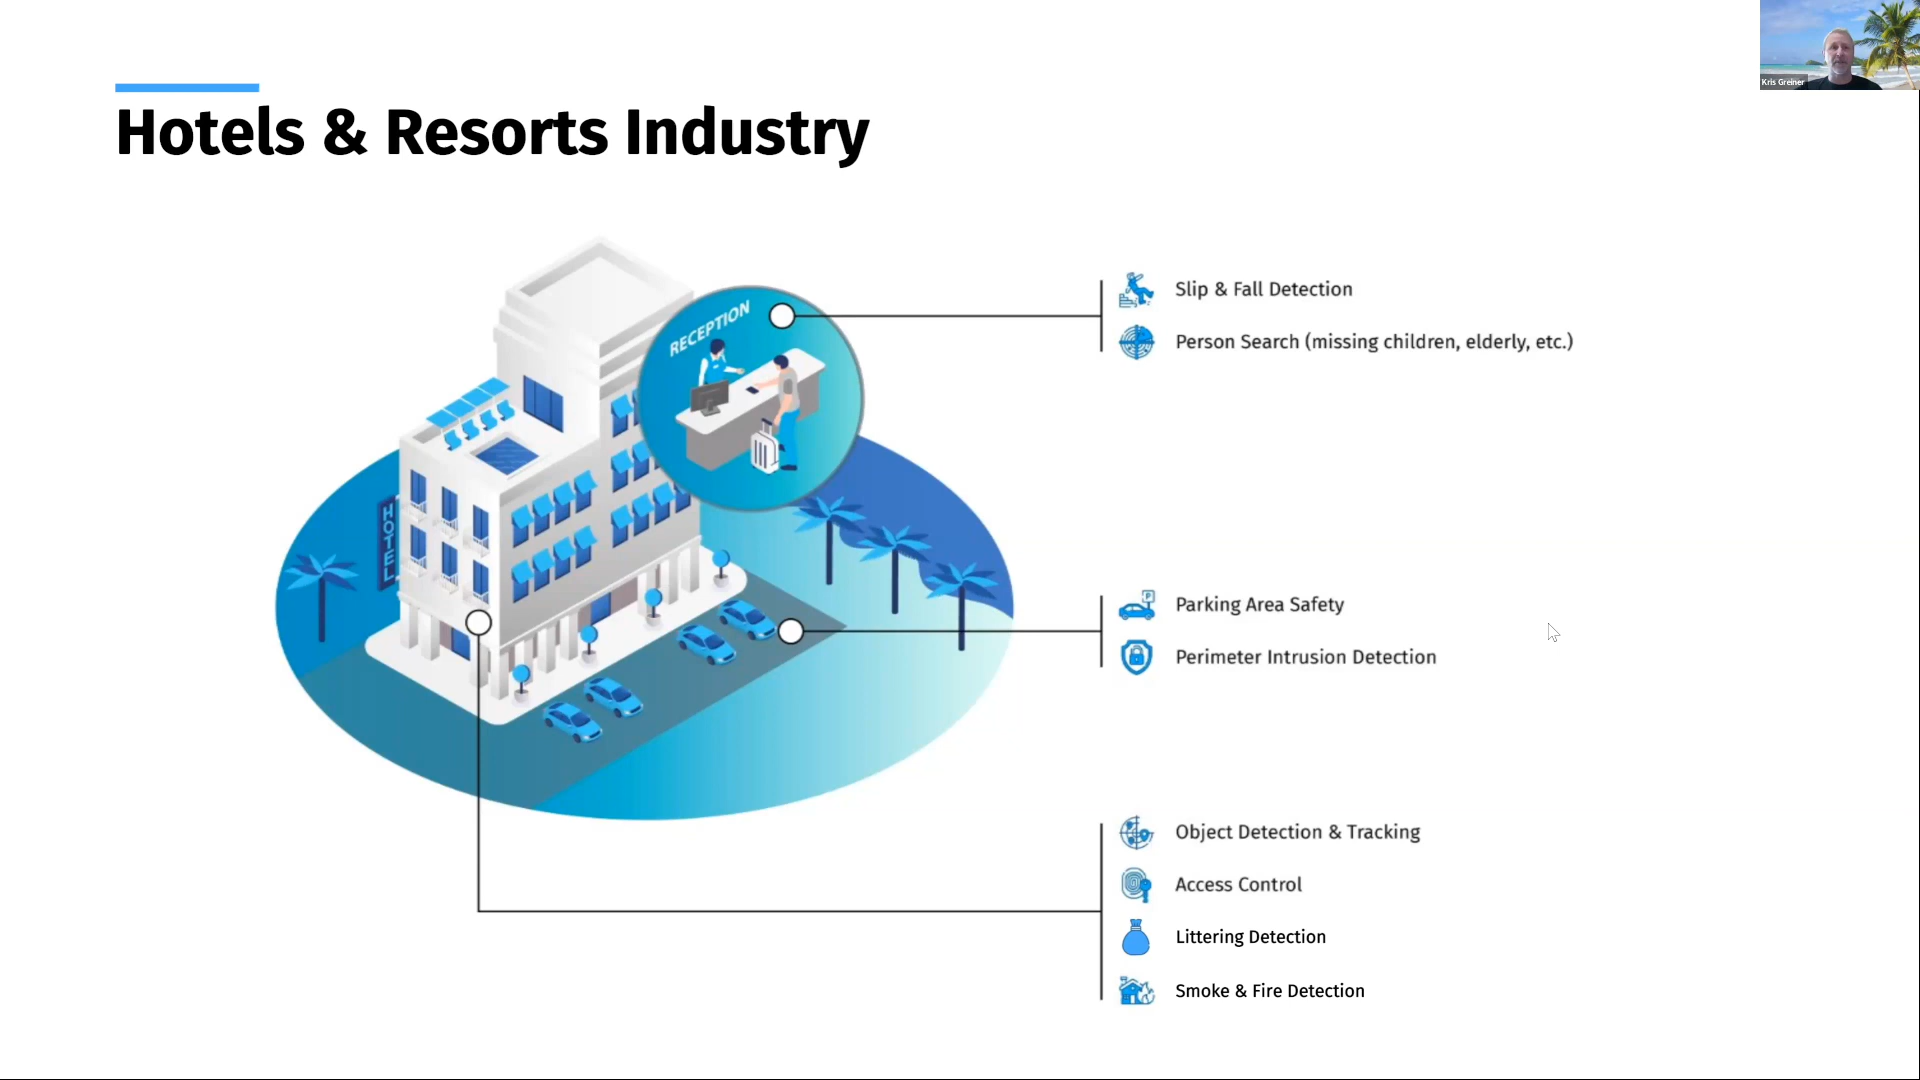 Kris Greiner
Hotels & Resorts Industry
RECEPTION
HOTEL
Slip & Fall Detection
Person Search (missing children, elderly, etc.)
P
Parking Area Safety
Perimeter Intrusion Detection
Object Detection & Tracking
Access Control
Littering Detection
Smoke & Fire Detection